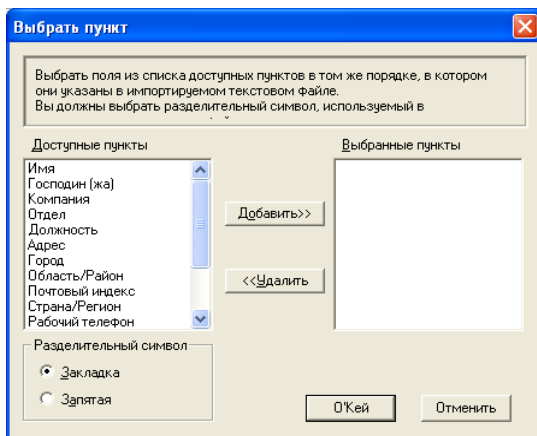 Выбрать пункт
Выбрать поля из списка доступных пунктов в том же порядке, в котором
они указаны в импортируемом текстовом файле.
Вы должны выбрать разделительный символ, используемый в
Доступные пункты
Выбранные пункты
Имя
Господин (жа)
Компания
Отдел
Должность
Адрес
Город
Область/Район
Почтовый индекс
Страна/Регион
Рабочий телефон
Добавить>>
<<Удалить
Разделительный символ
Закладка
Запятая
О'Кей
Отменить